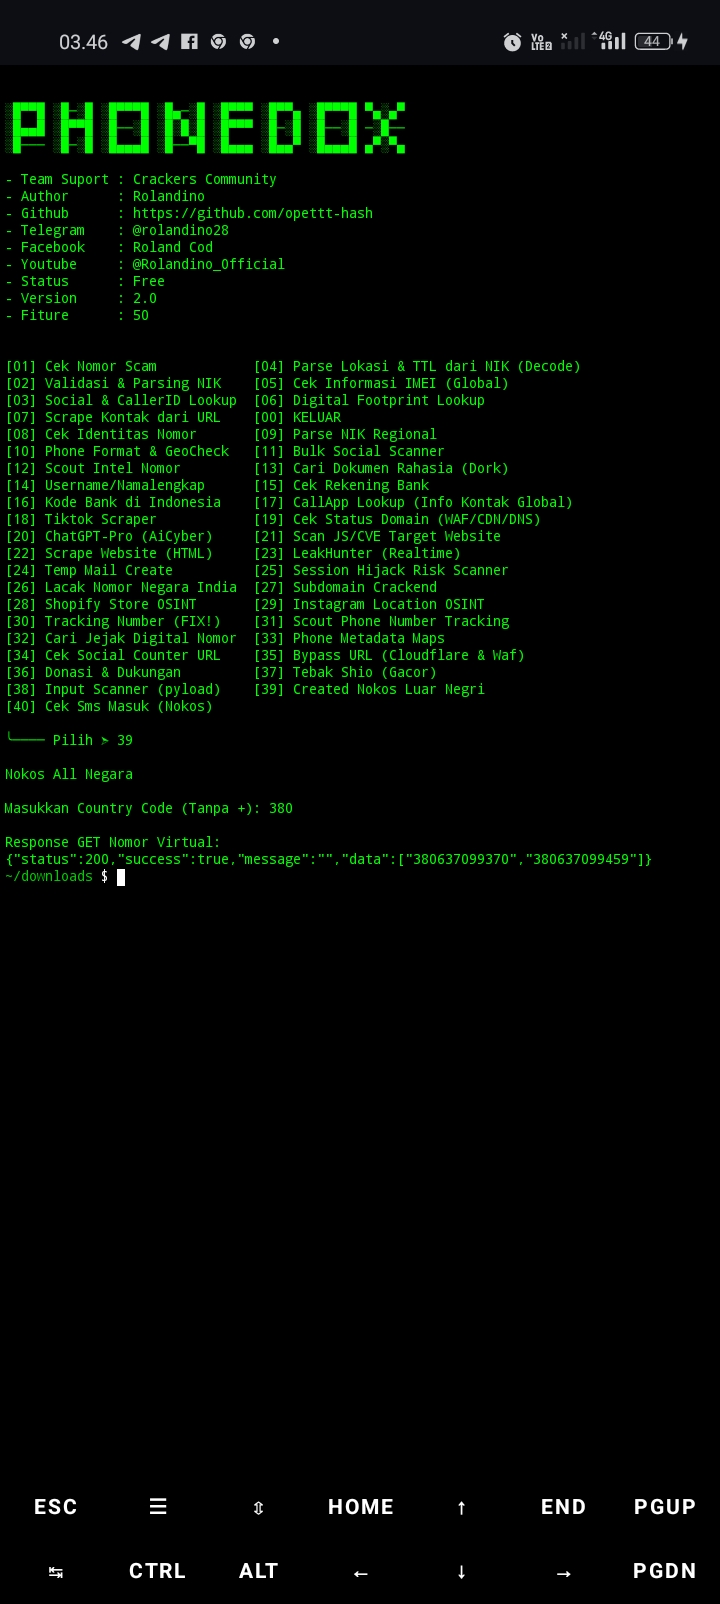 03.46 Vo LTE2 4G 44
PHONEDOX
- Team Suport : Crackers Community
- Author : Rolandino
- Github : https://github.com/opettt-hash
- Telegram : @rolandino28
- Facebook : Roland Cod
- Youtube : @Rolandino_Official
- Status : Free
- Version : 2.0
- Fiture : 50
[01] Cek Nomor Scam [04] Parse Lokasi & TTL dari NIK (Decode)
[02] Validasi & Parsing NIK [05] Cek Informasi IMEI (Global)
[03] Social & CallerID Lookup [06] Digital Footprint Lookup
[07] Scrape Kontak dari URL [00] KELUAR
[08] Cek Identitas Nomor [09] Parse NIK Regional
[10] Phone Format & GeoCheck [11] Bulk Social Scanner
[12] Scout Intel Nomor [13] Cari Dokumen Rahasia (Dork)
[14] Username/Namalengkap [15] Cek Rekening Bank
[16] Kode Bank di Indonesia [17] CallApp Lookup (Info Kontak Global)
[18] Tiktok Scraper [19] Cek Status Domain (WAF/CDN/DNS)
[20] ChatGPT-Pro (AiCyber) [21] Scan JS/CVE Target Website
[22] Scrape Website (HTML) [23] LeakHunter (Realtime)
[24] Temp Mail Create [25] Session Hijack Risk Scanner
[26] Lacak Nomor Negara India [27] Subdomain Crackend
[28] Shopify Store OSINT [29] Instagram Location OSINT
[30] Tracking Number (FIX!) [31] Scout Phone Number Tracking
[32] Cari Jejak Digital Nomor [33] Phone Metadata Maps
[34] Cek Social Counter URL [35] Bypass URL (Cloudflare & Waf)
[36] Donasi & Dukungan [37] Tebak Shio (Gacor)
[38] Input Scanner (pyload) [39] Created Nokos Luar Negri
[40] Cek Sms Masuk (Nokos)
╰──── Pilih ➤ 39
Nokos All Negara
Masukkan Country Code (Tanpa +): 380
Response GET Nomor Virtual:
{"status":200,"success":true,"message":"","data":["380637099370","380637099459"]}
~/downloads $
ESC ☰ ⇳ HOME ↑ END PGUP
↹ CTRL ALT ← ↓ → PGDN